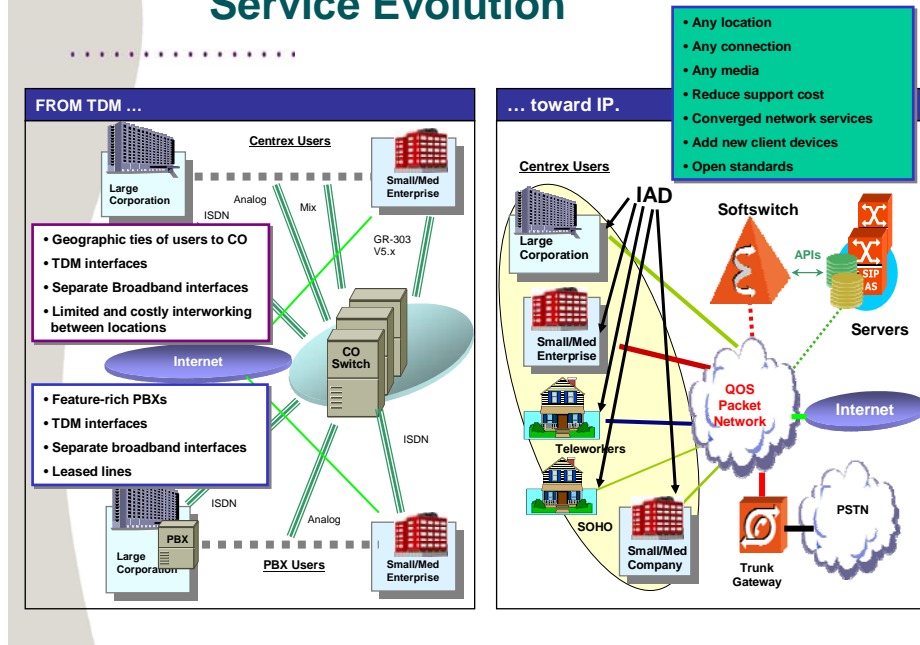 Service Evolution
• Any location
• Any connection
• Any media
• Reduce support cost
• Converged network services
• Add new client devices
• Open standards
FROM TDM …
Centrex Users
Large
Corporation
Small/Med
Enterprise
Analog
Mix
ISDN
GR-303
V5.x
• Geographic ties of users to CO
• TDM interfaces
• Separate Broadband interfaces
• Limited and costly interworking
between locations
Internet
CO
Switch
• Feature-rich PBXs
• TDM interfaces
• Separate broadband interfaces
• Leased lines
ISDN
ISDN
Analog
PBX
Large
Corporation
PBX Users
Small/Med
Enterprise
… toward IP.
Centrex Users
IAD
Large
Corporation
Small/Med
Enterprise
Teleworkers
SOHO
Small/Med
Company
Softswitch
APIs
SIP
AS
Servers
QOS
Packet
Network
Internet
PSTN
Trunk
Gateway